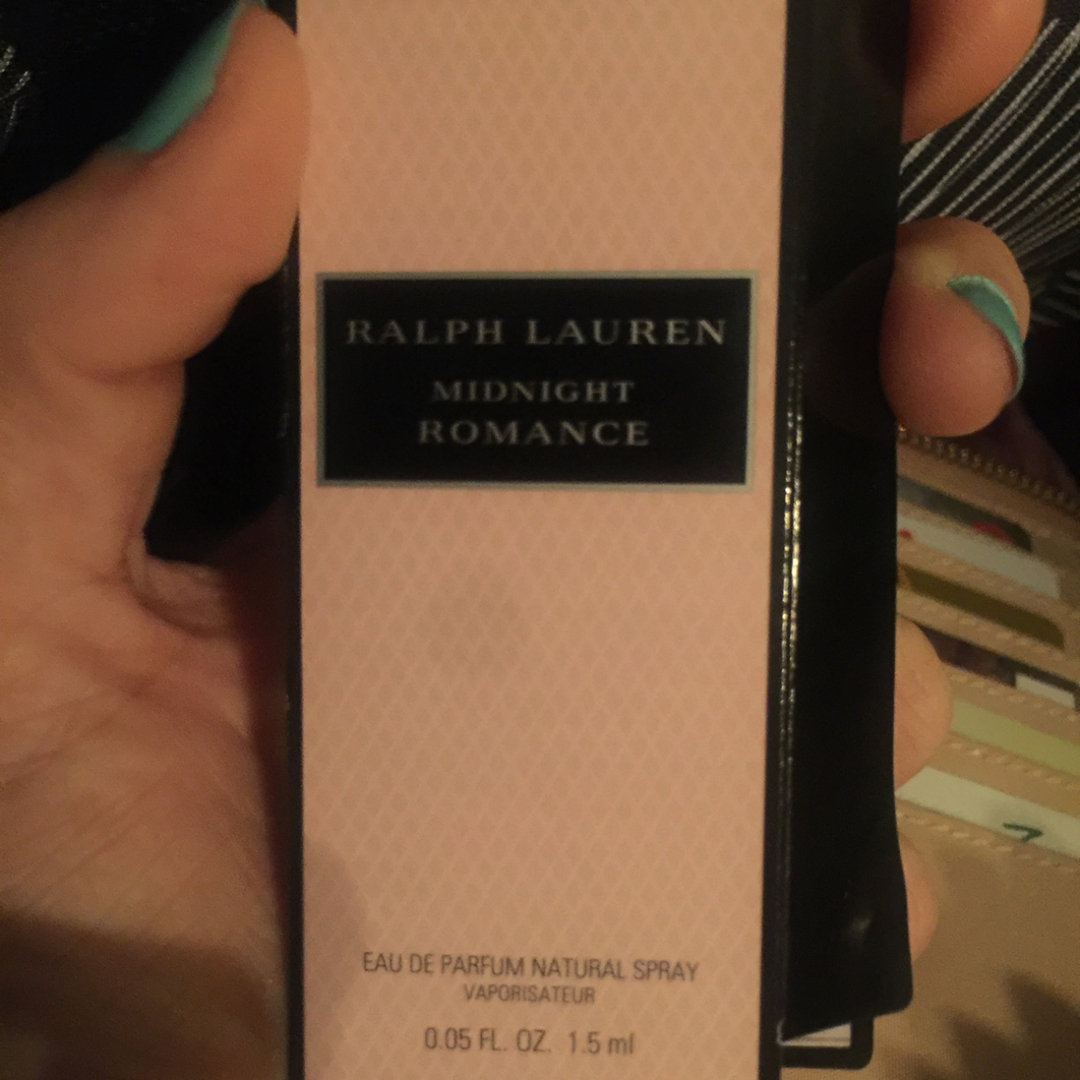 RALPH LAUREN
MIDNIGHT
ROMANCE
EAU DE PARFUM NATURAL SPRAY
VAPORISATEUR
0.05 FL. OZ. 1.5 ml